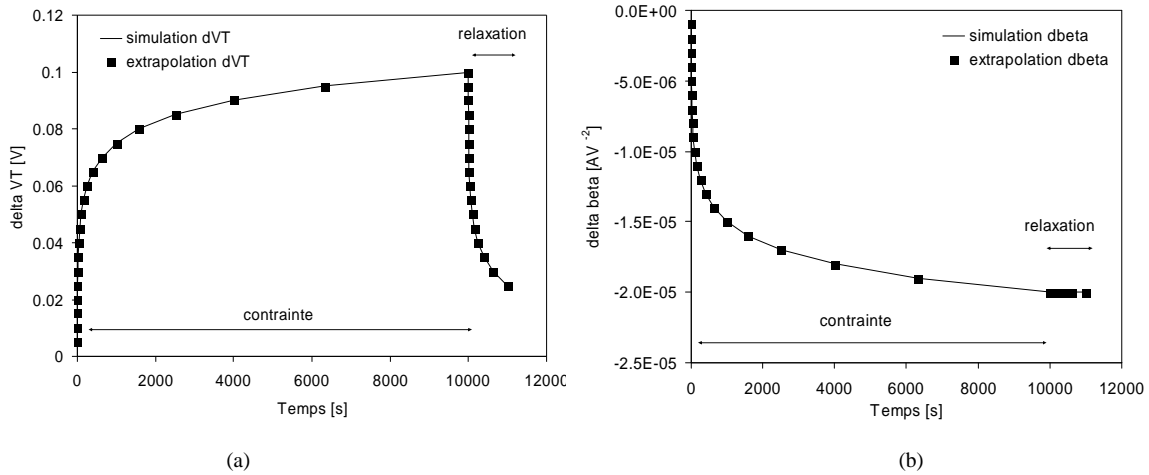 0.12
0.1
0.08
0.06
0.04
0.02
0
delta VT [V]
simulation dVT
extrapolation dVT
relaxation
contrainte
0 2000 4000 6000 8000 10000 12000
Temps [s]
(a)
0.0E+00
-5.0E-06
-1.0E-05
-1.5E-05
-2.0E-05
-2.5E-05
delta beta [AV⁻²]
simulation dbeta
extrapolation dbeta
relaxation
contrainte
0 2000 4000 6000 8000 10000 12000
Temps [s]
(b)